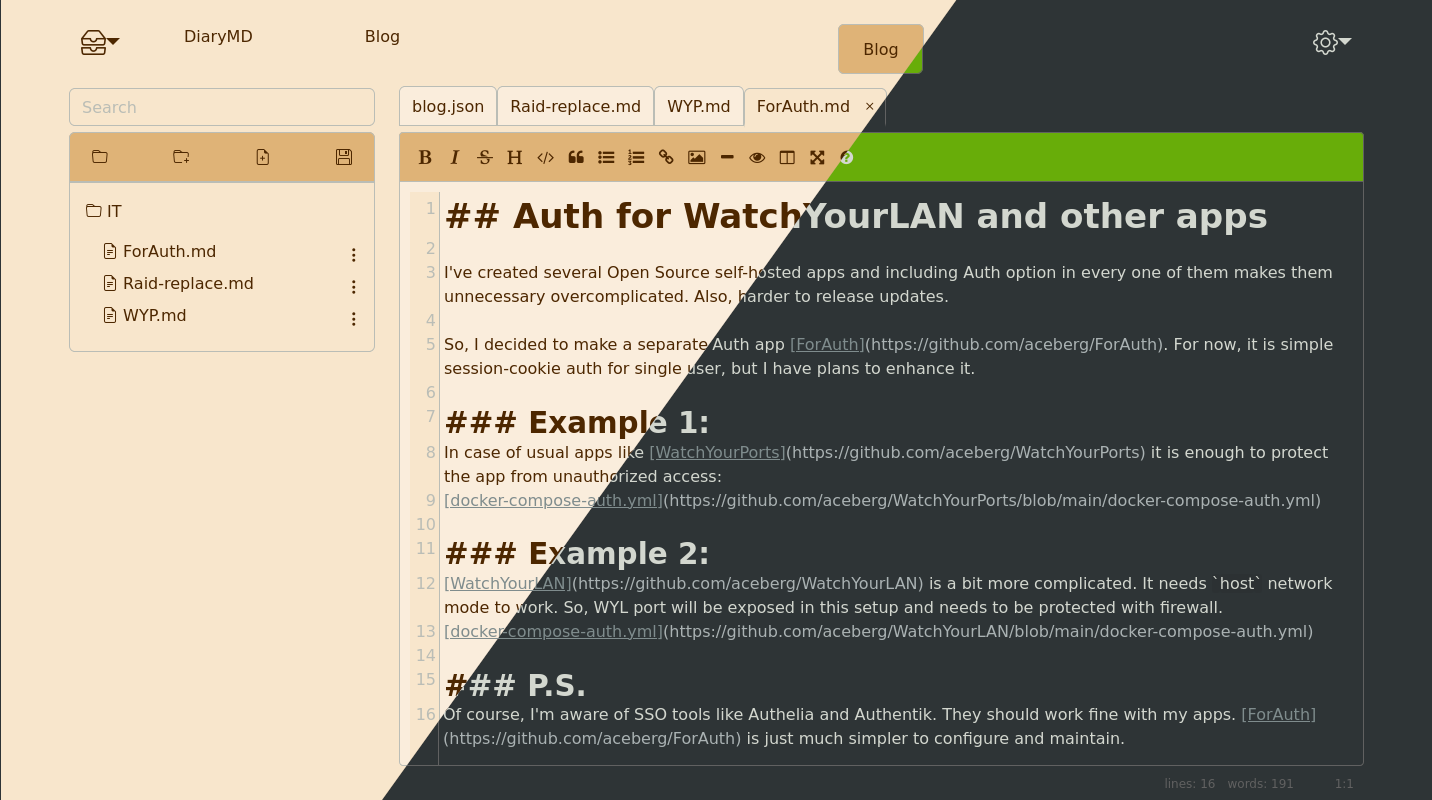 DiaryMD Blog Blog
Search
blog.json Raid-replace.md WYP.md ForAuth.md ×
B I S H </>
IT
ForAuth.md
Raid-replace.md
WYP.md
1 ## Auth for WatchYourLAN and other apps
2
3 I've created several Open Source self-hosted apps and including Auth option in every one of them makes them
unnecessary overcomplicated. Also, harder to release updates.
4
5 So, I decided to make a separate Auth app [ForAuth](https://github.com/aceberg/ForAuth). For now, it is simple
session-cookie auth for single user, but I have plans to enhance it.
6
7 ### Example 1:
8 In case of usual apps like [WatchYourPorts](https://github.com/aceberg/WatchYourPorts) it is enough to protect
the app from unauthorized access:
9 [docker-compose-auth.yml](https://github.com/aceberg/WatchYourPorts/blob/main/docker-compose-auth.yml)
10
11 ### Example 2:
12 [WatchYourLAN](https://github.com/aceberg/WatchYourLAN) is a bit more complicated. It needs `host` network
mode to work. So, WYL port will be exposed in this setup and needs to be protected with firewall.
13 [docker-compose-auth.yml](https://github.com/aceberg/WatchYourLAN/blob/main/docker-compose-auth.yml)
14
15 ### P.S.
16 Of course, I'm aware of SSO tools like Authelia and Authentik. They should work fine with my apps. [ForAuth]
(https://github.com/aceberg/ForAuth) is just much simpler to configure and maintain.
lines: 16 words: 191 1:1